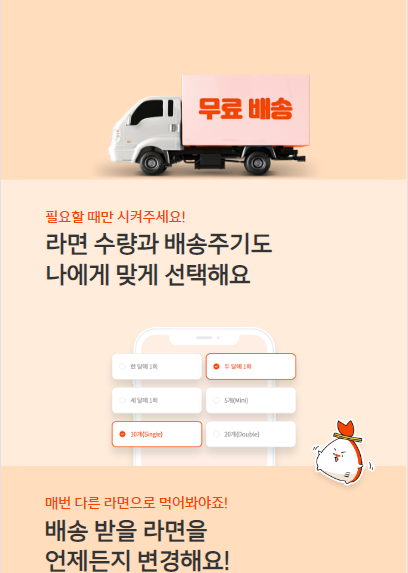 무료 배송
필요할 때만 시켜주세요!
라면 수량과 배송주기도
나에게 맞게 선택해요
한 달에 1회
두 달에 1회
세 달에 1회
5개(Mini)
10개(Single)
20개(Double)
매번 다른 라면으로 먹어봐야죠!
배송 받을 라면을
언제든지 변경해요!